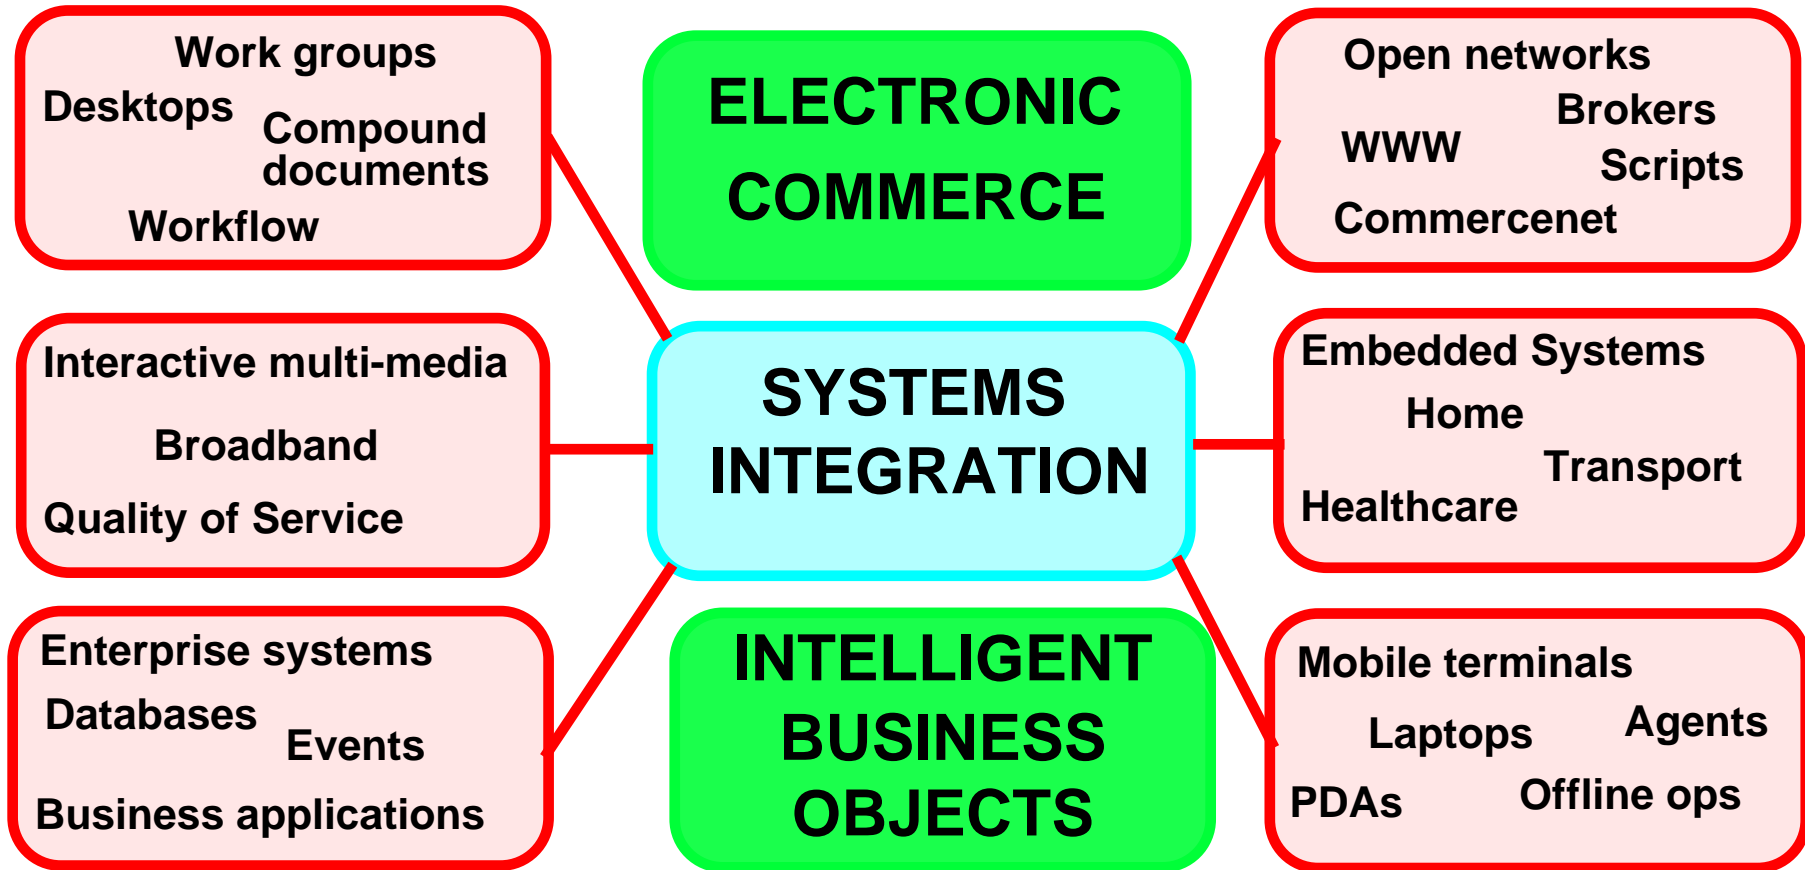 Work groups
Desktops
Compound
documents
Workflow
ELECTRONIC
COMMERCE
Open networks
Brokers
WWW
Scripts
Commercenet
Interactive multi-media
Broadband
Quality of Service
SYSTEMS
INTEGRATION
Embedded Systems
Home
Transport
Healthcare
Enterprise systems
Databases
Events
Business applications
INTELLIGENT
BUSINESS
OBJECTS
Mobile terminals
Agents
Laptops
Offline ops
PDAs